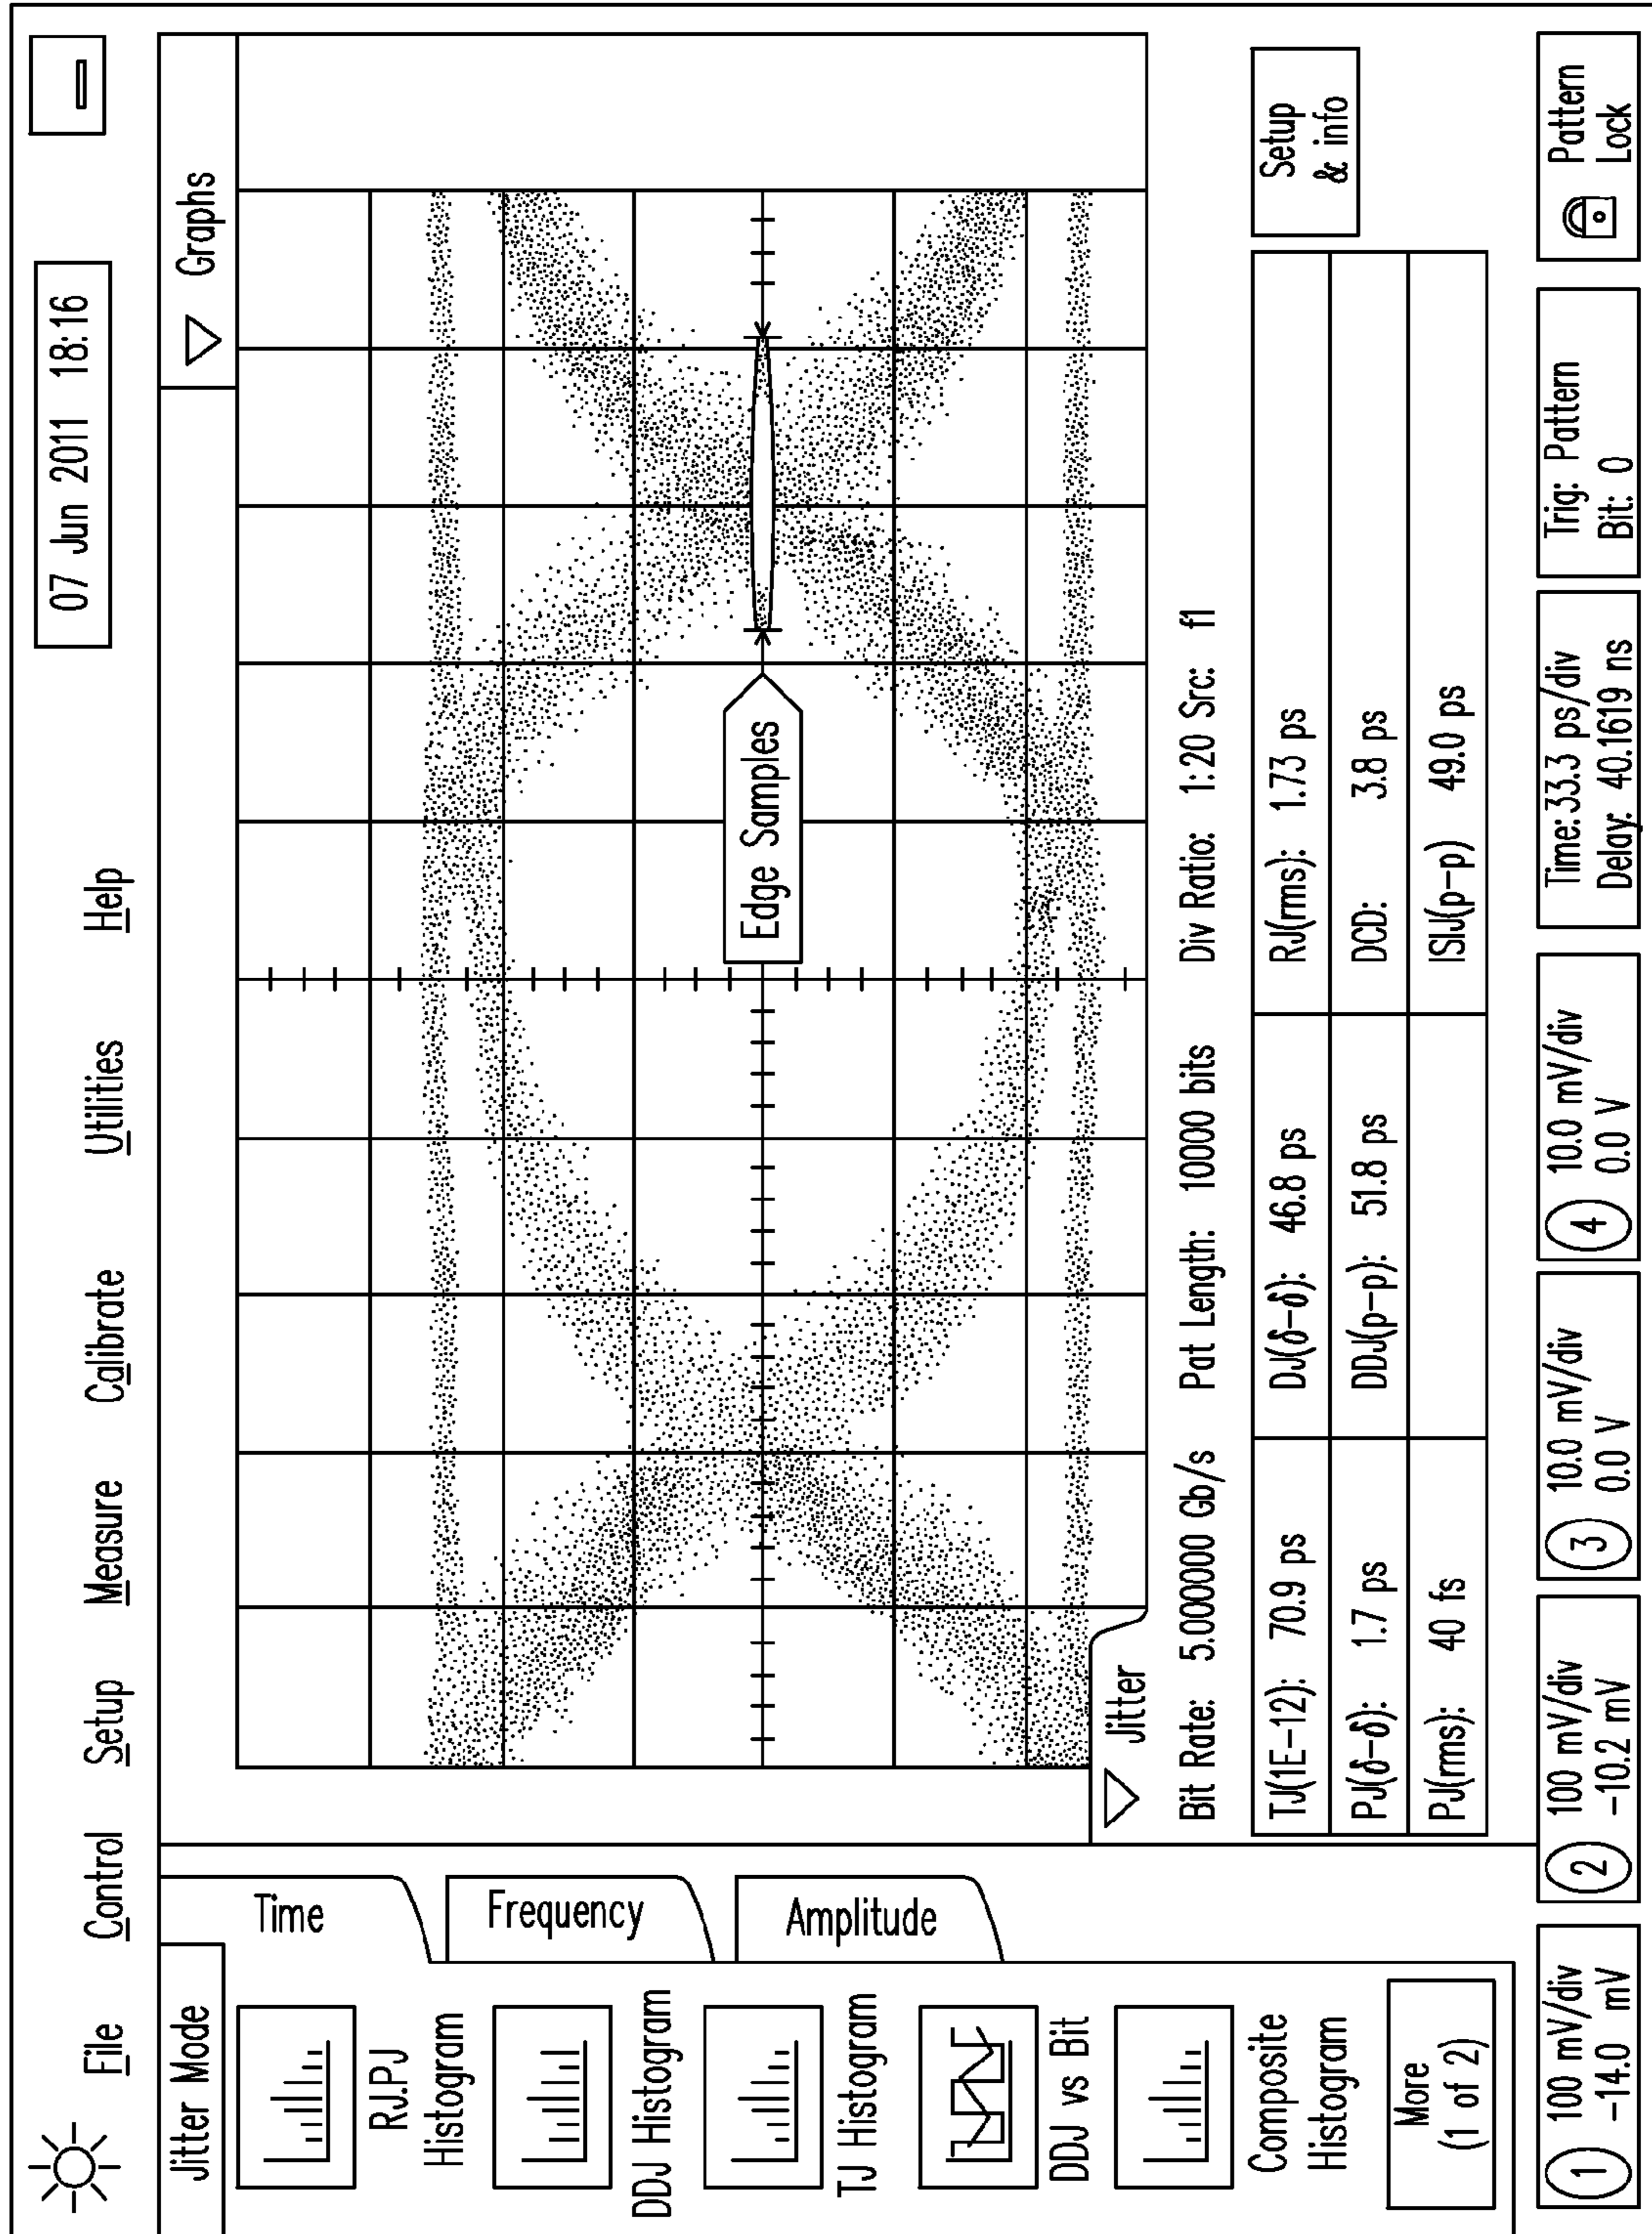 File Control Setup Measure Calibrate Utilities Help
07 Jun 2011 18:16
Jitter Mode
Graphs
Time
Frequency
Amplitude
RJ.PJ
Histogram
DDJ Histogram
TJ Histogram
DDJ vs Bit
Composite
Histogram
More
(1 of 2)
Edge Samples
Jitter
Bit Rate: 5.000000 Gb/s Pat Length: 10000 bits Div Ratio: 1:20 Src: f1
TJ(1E-12): 70.9 ps DJ(δ-δ): 46.8 ps RJ(rms): 1.73 ps
PJ(δ-δ): 1.7 ps DDJ(p-p): 51.8 ps DCD: 3.8 ps
PJ(rms): 40 fs ISIJ(p-p) 49.0 ps
Setup
& info
1 100 mV/div
-14.0 mV
2 100 mV/div
-10.2 mV
3 10.0 mV/div
0.0 V
4 10.0 mV/div
0.0 V
Time:33.3 ps/div
Delay: 40.1619 ns
Trig: Pattern
Bit: 0
Pattern
Lock